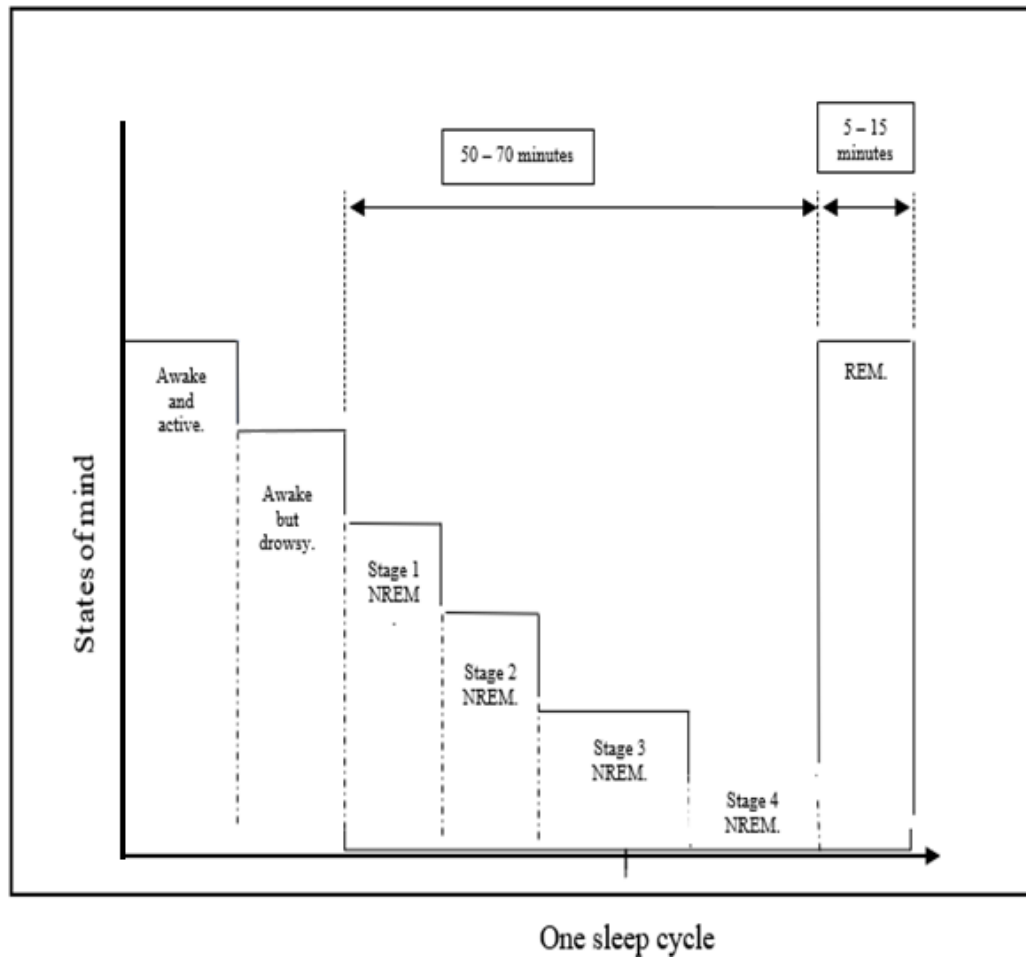 50 – 70 minutes
5 – 15
minutes
Awake
and
active.
Awake
but
drowsy.
Stage 1
NREM
.
Stage 2
NREM.
Stage 3
NREM.
Stage 4
NREM.
REM.
States of mind
One sleep cycle